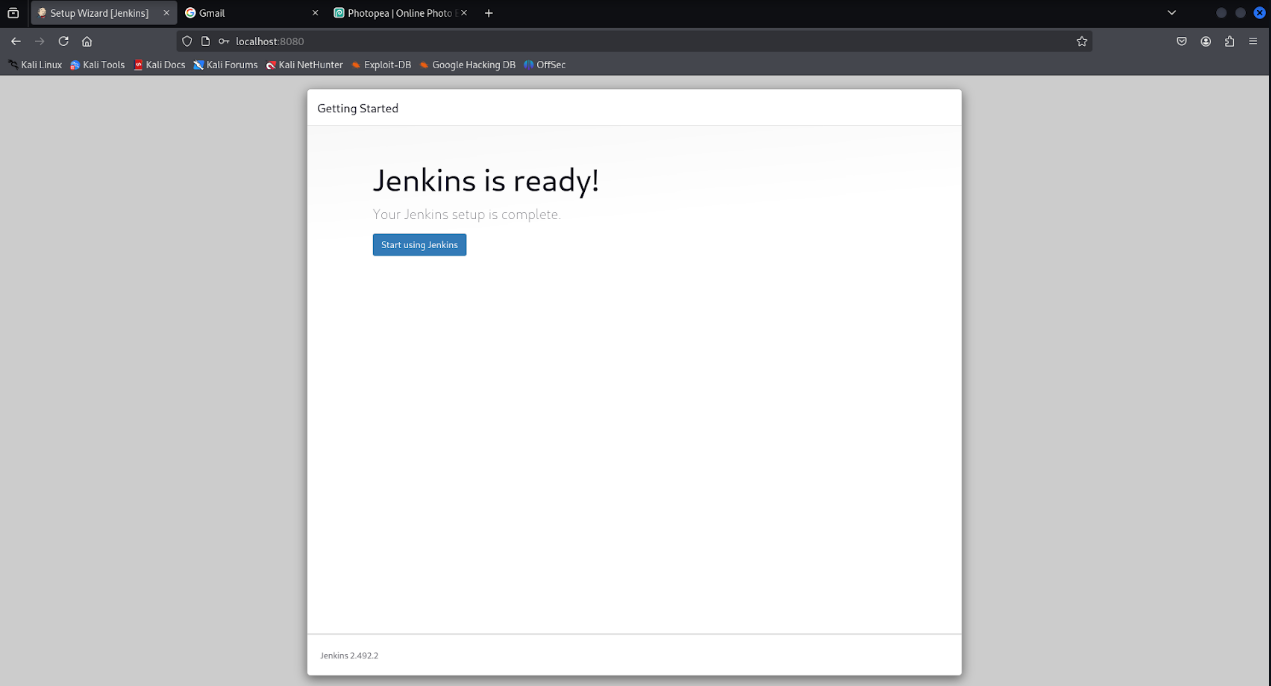 Setup Wizard [Jenkins]
Gmail
Photopea | Online Photo
localhost:8080
Kali Linux
Kali Tools
Kali Docs
Kali Forums
Kali NetHunter
Exploit-DB
Google Hacking DB
OffSec
Getting Started
Jenkins is ready!
Your Jenkins setup is complete.
Start using Jenkins
Jenkins 2.492.2